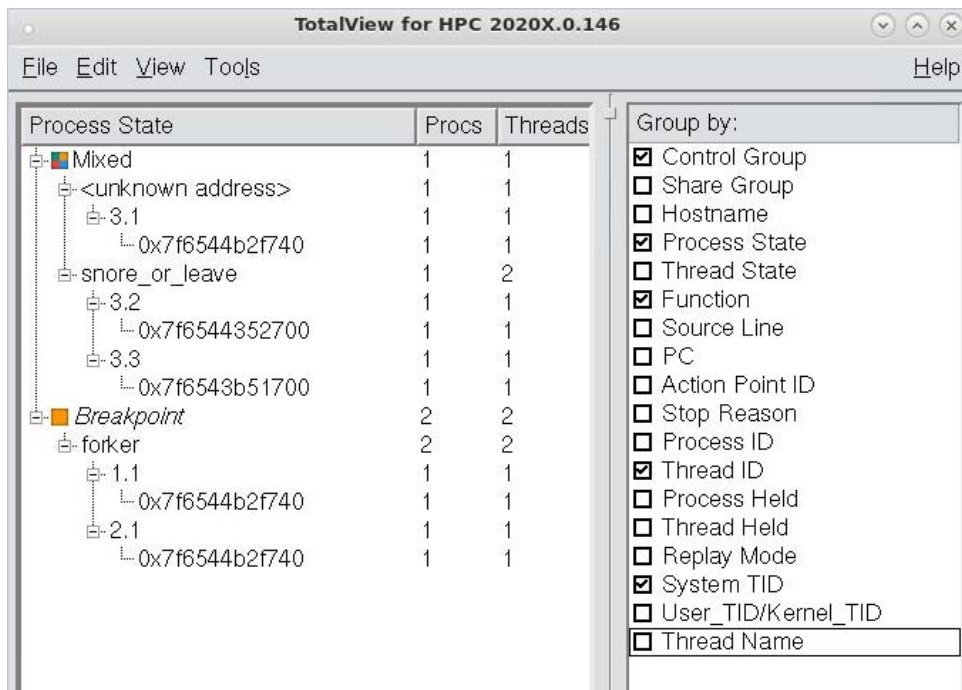 TotalView for HPC 2020X.0.146
File Edit View Tools Help
Process State Procs Threads
Mixed 1 1
<unknown address> 1 1
3.1 1 1
0x7f6544b2f740 1 1
snore_or_leave 1 2
3.2 1 1
0x7f6544352700 1 1
3.3 1 1
0x7f6543b51700 1 1
Breakpoint 2 2
forker 2 2
1.1 1 1
0x7f6544b2f740 1 1
2.1 1 1
0x7f6544b2f740 1 1
Group by:
Control Group
Share Group
Hostname
Process State
Thread State
Function
Source Line
PC
Action Point ID
Stop Reason
Process ID
Thread ID
Process Held
Thread Held
Replay Mode
System TID
User_TID/Kernel_TID
Thread Name